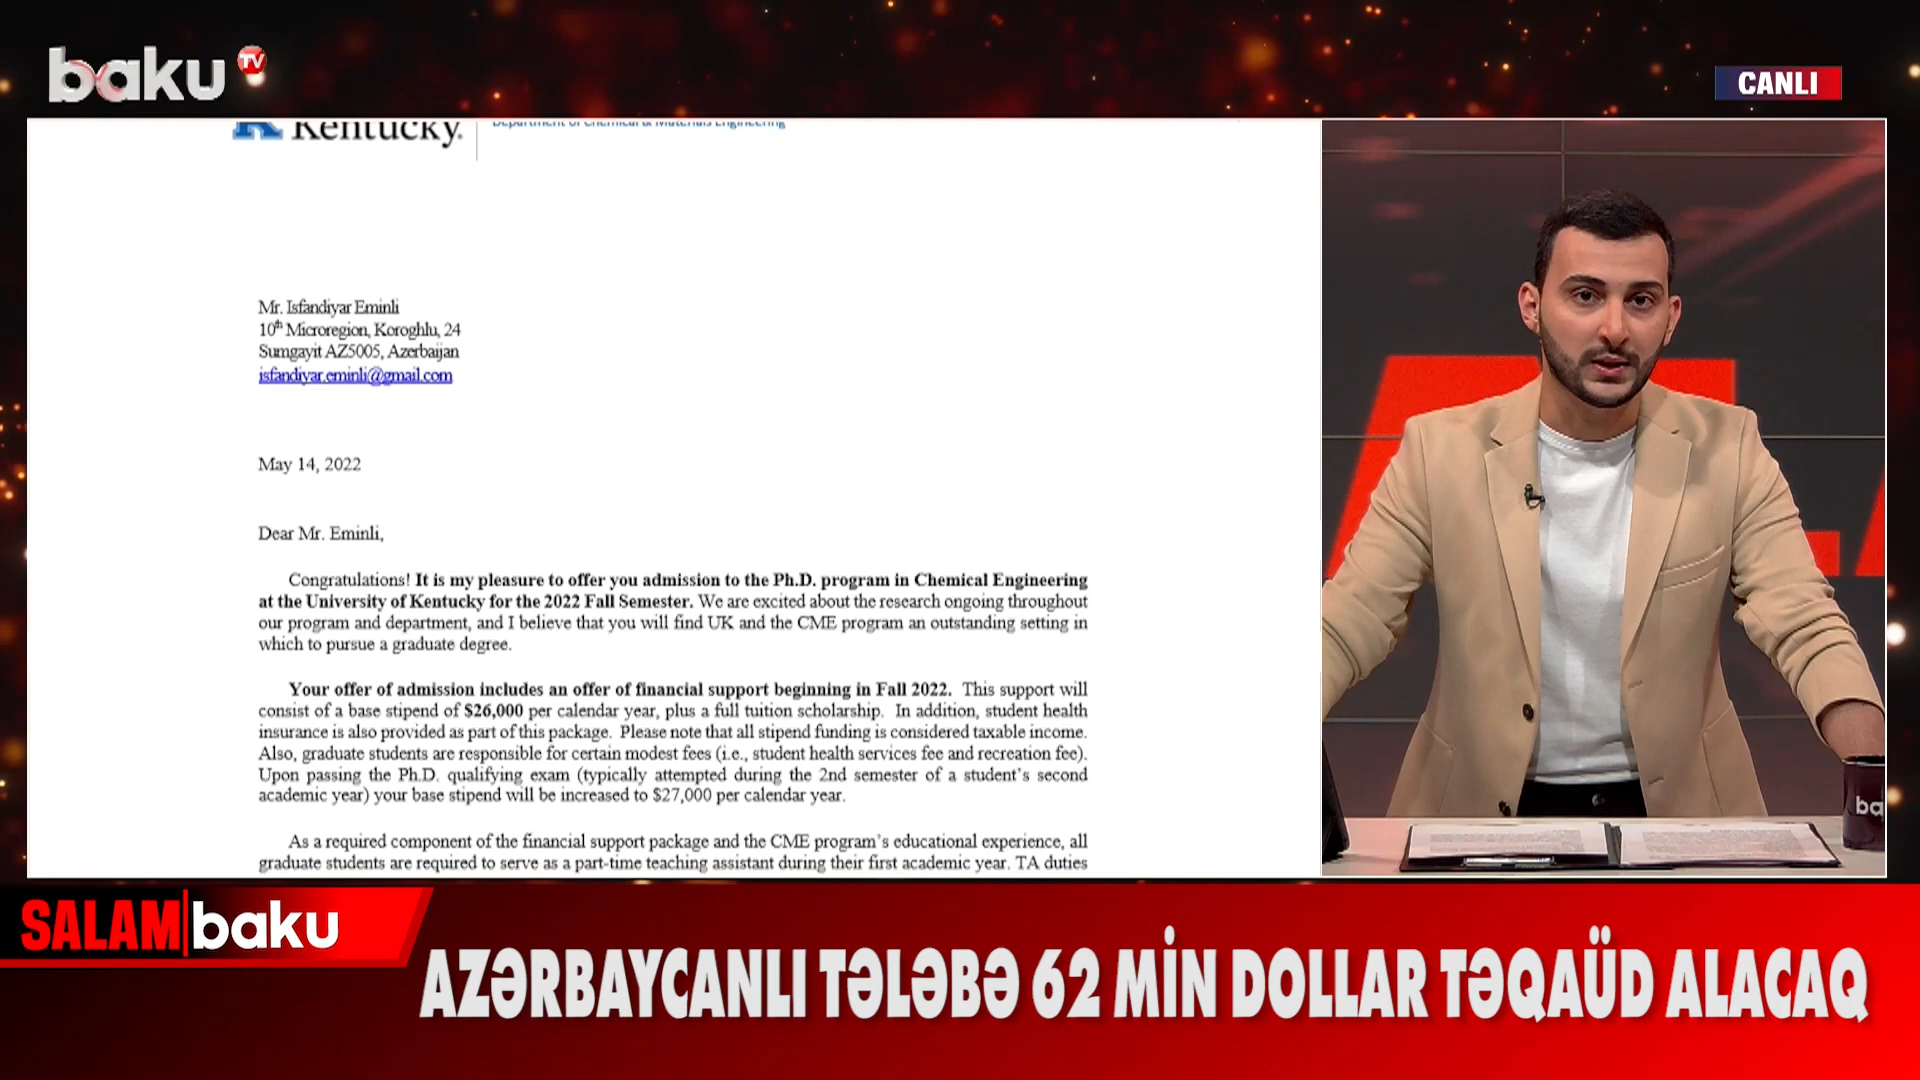 baku TV
CANLI
Kentucky.
Department of Chemical & Materials Engineering
Mr. Isfandiyar Eminli
10th Microregion, Koroghlu, 24
Sumgayit AZ5005, Azerbaijan
isfandiyar.eminli@gmail.com
May 14, 2022
Dear Mr. Eminli,
Congratulations! It is my pleasure to offer you admission to the Ph.D. program in Chemical Engineering
at the University of Kentucky for the 2022 Fall Semester. We are excited about the research ongoing throughout
our program and department, and I believe that you will find UK and the CME program an outstanding setting in
which to pursue a graduate degree.
Your offer of admission includes an offer of financial support beginning in Fall 2022. This support will
consist of a base stipend of $26,000 per calendar year, plus a full tuition scholarship. In addition, student health
insurance is also provided as part of this package. Please note that all stipend funding is considered taxable income.
Also, graduate students are responsible for certain modest fees (i.e., student health services fee and recreation fee).
Upon passing the Ph.D. qualifying exam (typically attempted during the 2nd semester of a student's second
academic year) your base stipend will be increased to $27,000 per calendar year.
As a required component of the financial support package and the CME program's educational experience, all
graduate students are required to serve as a part-time teaching assistant during their first academic year. TA duties
ba
SALAM baku
AZƏRBAYCANLI TƏLƏBƏ 62 MİN DOLLAR TƏQAÜD ALACAQ